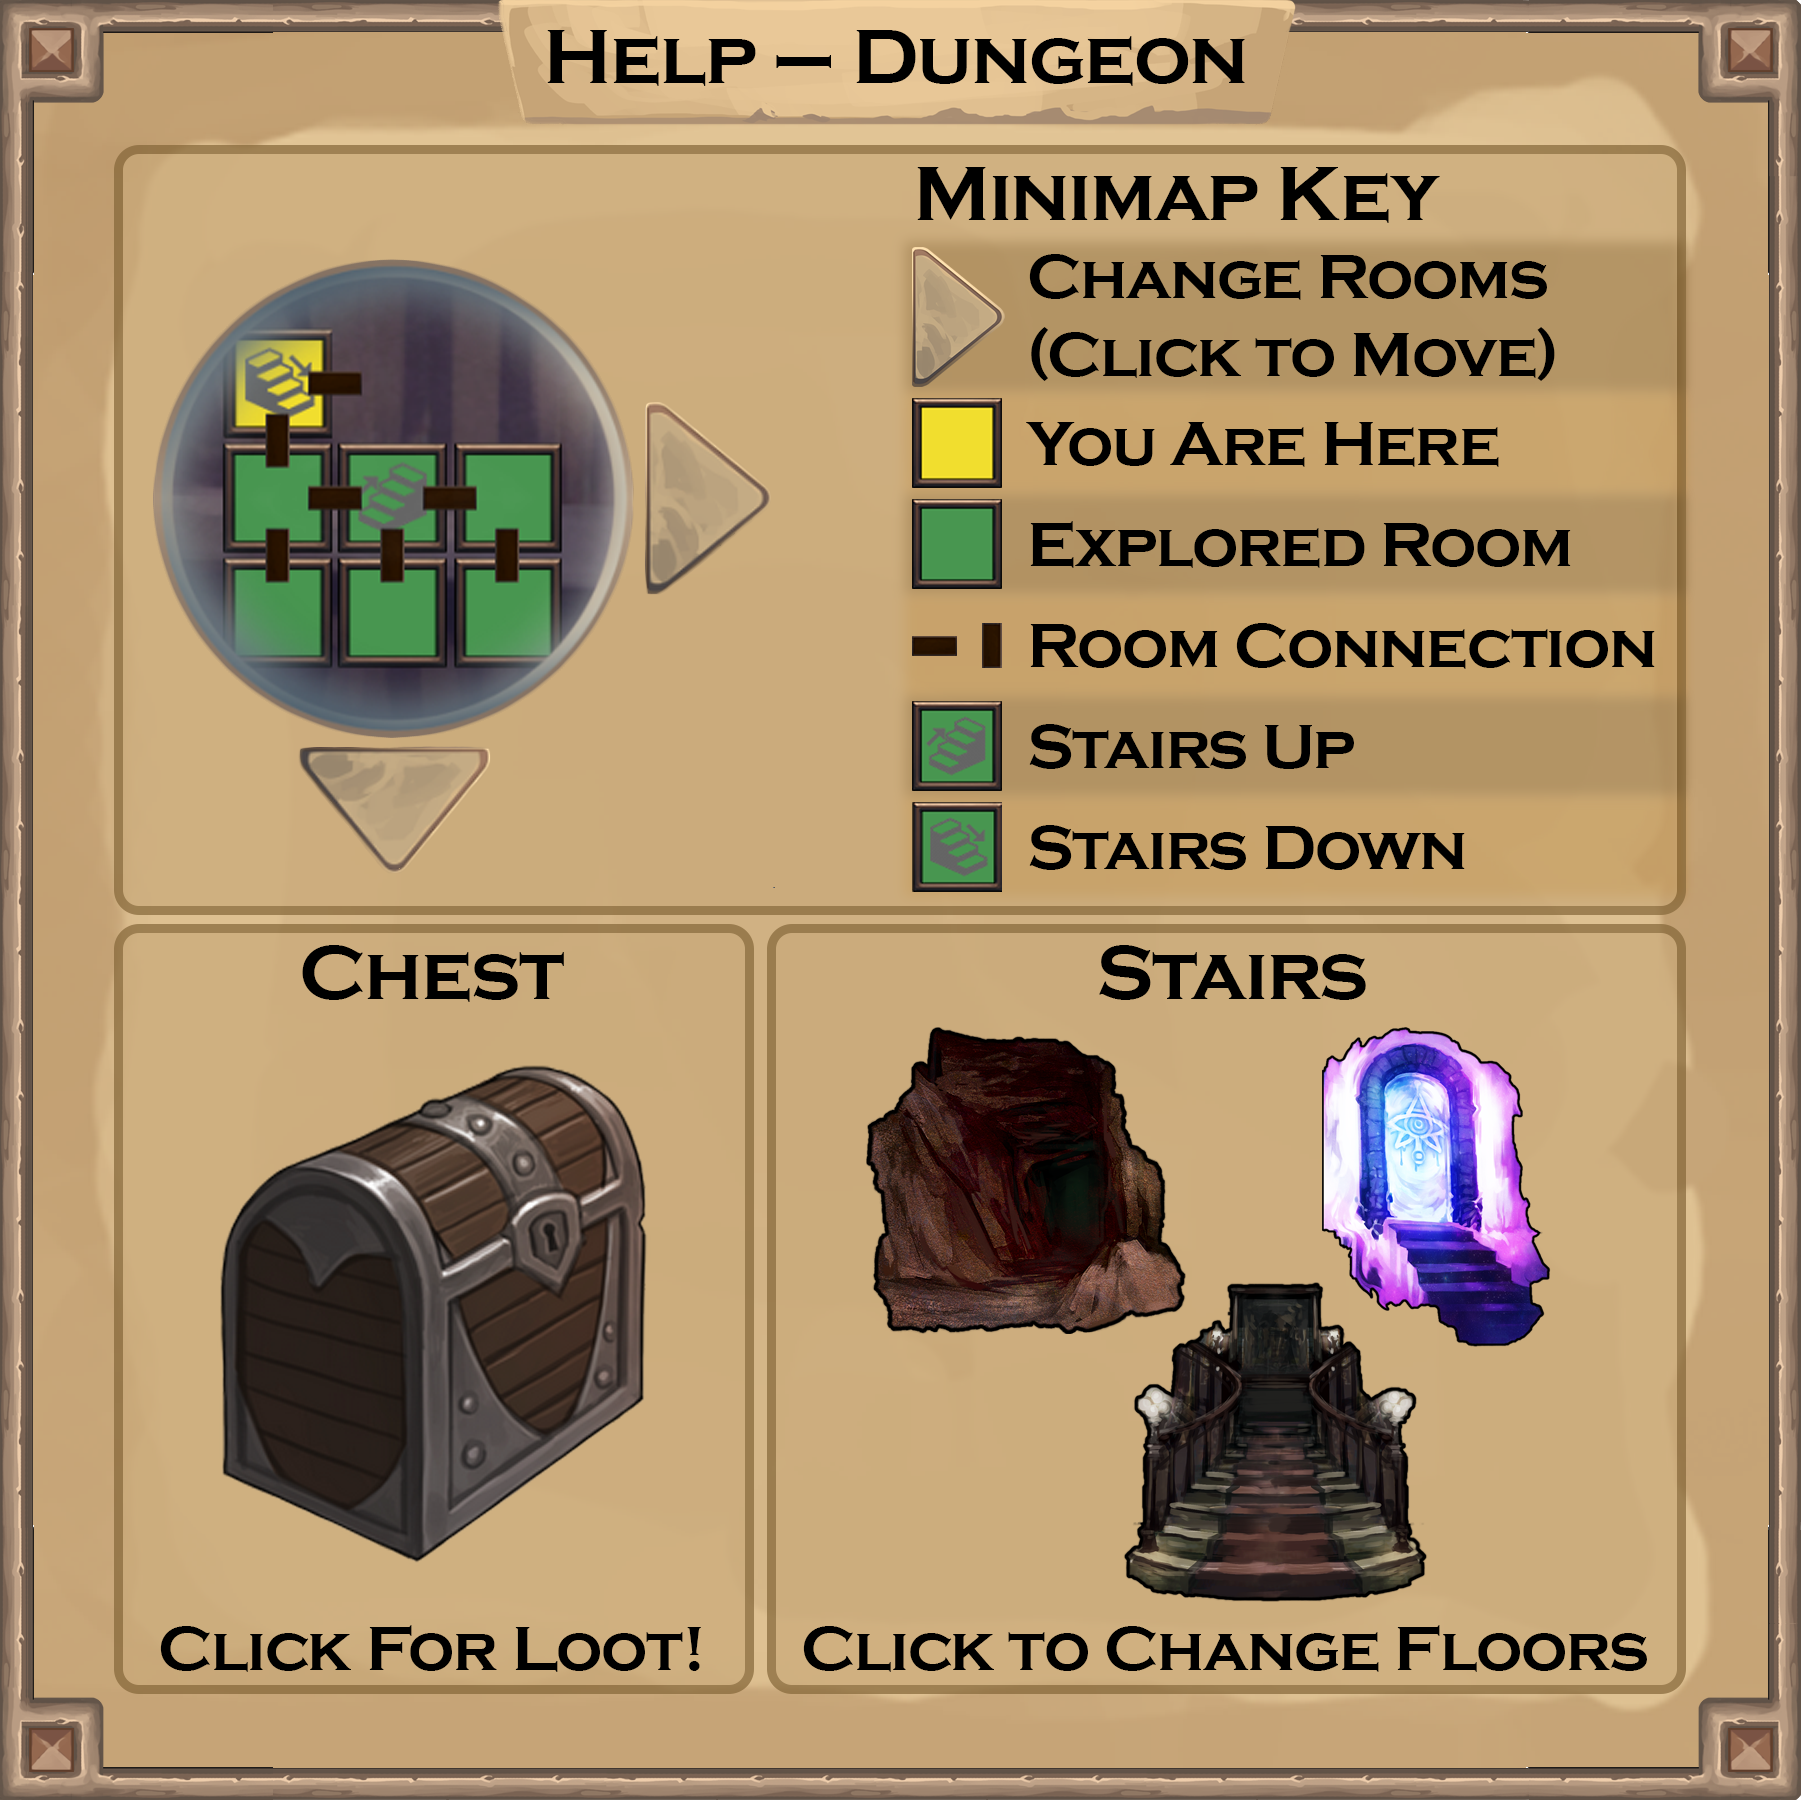 Help – Dungeon
Minimap Key
Change Rooms
(Click to Move)
You Are Here
Explored Room
Room Connection
Stairs Up
Stairs Down
Chest
Click For Loot!
Stairs
Click to Change Floors